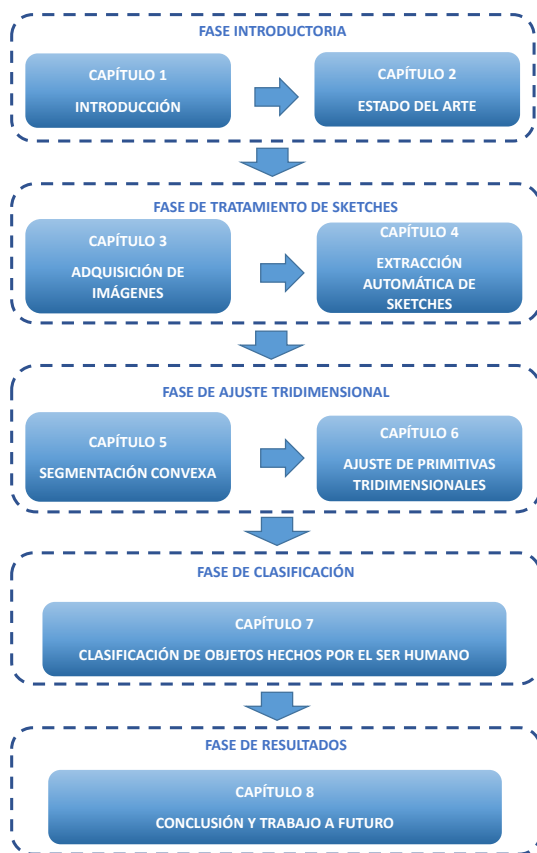 FASE INTRODUCTORIA
CAPÍTULO 1
INTRODUCCIÓN
CAPÍTULO 2
ESTADO DEL ARTE
FASE DE TRATAMIENTO DE SKETCHES
CAPÍTULO 3
ADQUISICIÓN DE
IMÁGENES
CAPÍTULO 4
EXTRACCIÓN
AUTOMÁTICA DE
SKETCHES
FASE DE AJUSTE TRIDIMENSIONAL
CAPÍTULO 5
SEGMENTACIÓN CONVEXA
CAPÍTULO 6
AJUSTE DE PRIMITIVAS
TRIDIMENSIONALES
FASE DE CLASIFICACIÓN
CAPÍTULO 7
CLASIFICACIÓN DE OBJETOS HECHOS POR EL SER HUMANO
FASE DE RESULTADOS
CAPÍTULO 8
CONCLUSIÓN Y TRABAJO A FUTURO